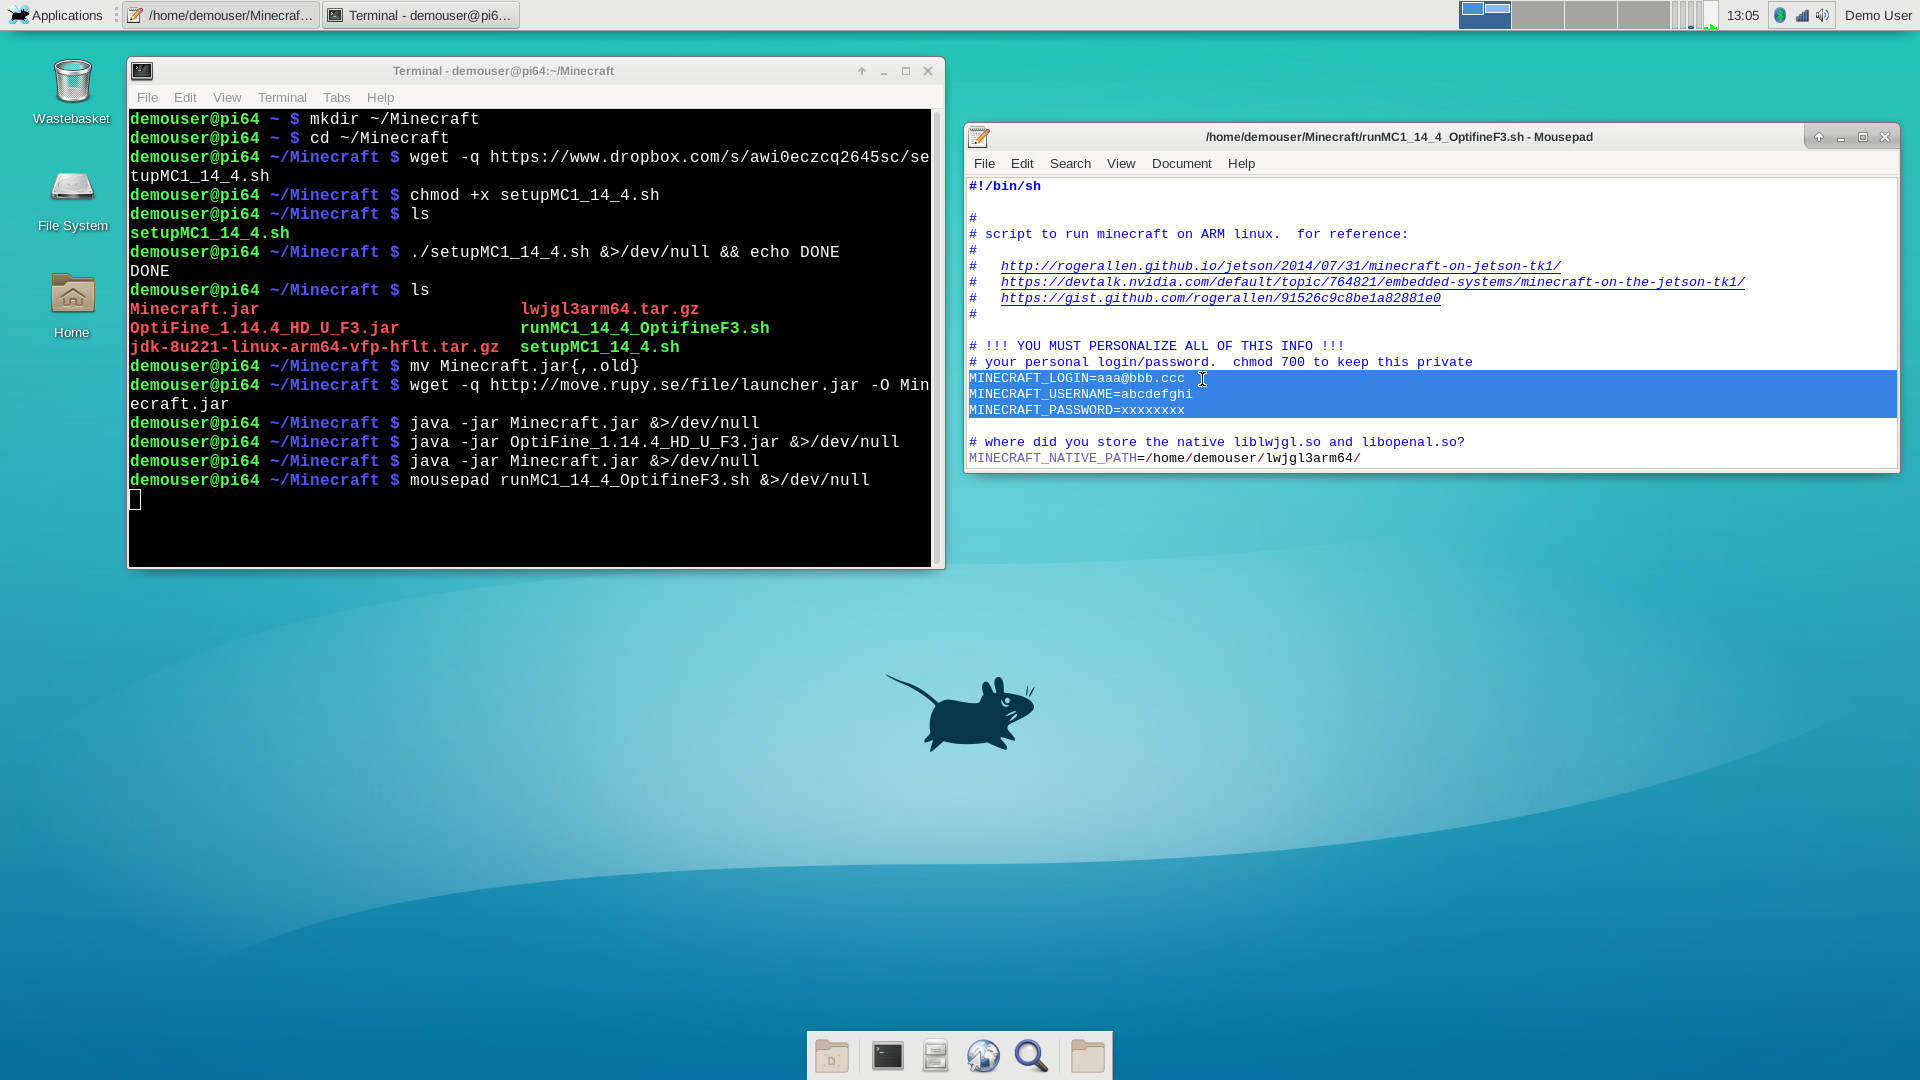 Applications
/home/demouser/Minecraf...
Terminal - demouser@pi6...
13:05
Demo User
Wastebasket
File System
Home
Terminal - demouser@pi64:~/Minecraft
File Edit View Terminal Tabs Help
demouser@pi64 ~ $ mkdir ~/Minecraft
demouser@pi64 ~ $ cd ~/Minecraft
demouser@pi64 ~/Minecraft $ wget -q https://www.dropbox.com/s/awi0eczcq2645sc/se
tupMC1_14_4.sh
demouser@pi64 ~/Minecraft $ chmod +x setupMC1_14_4.sh
demouser@pi64 ~/Minecraft $ ls
setupMC1_14_4.sh
demouser@pi64 ~/Minecraft $ ./setupMC1_14_4.sh &>/dev/null && echo DONE
DONE
demouser@pi64 ~/Minecraft $ ls
Minecraft.jar lwjgl3arm64.tar.gz
OptiFine_1.14.4_HD_U_F3.jar runMC1_14_4_OptifineF3.sh
jdk-8u221-linux-arm64-vfp-hflt.tar.gz setupMC1_14_4.sh
demouser@pi64 ~/Minecraft $ mv Minecraft.jar{,.old}
demouser@pi64 ~/Minecraft $ wget -q http://move.rupy.se/file/launcher.jar -O Min
ecraft.jar
demouser@pi64 ~/Minecraft $ java -jar Minecraft.jar &>/dev/null
demouser@pi64 ~/Minecraft $ java -jar OptiFine_1.14.4_HD_U_F3.jar &>/dev/null
demouser@pi64 ~/Minecraft $ java -jar Minecraft.jar &>/dev/null
demouser@pi64 ~/Minecraft $ mousepad runMC1_14_4_OptifineF3.sh &>/dev/null
/home/demouser/Minecraft/runMC1_14_4_OptifineF3.sh - Mousepad
File Edit Search View Document Help
#!/bin/sh
#
# script to run minecraft on ARM linux.  for reference:
#
#   http://rogerallen.github.io/jetson/2014/07/31/minecraft-on-jetson-tk1/
#   https://devtalk.nvidia.com/default/topic/764821/embedded-systems/minecraft-on-the-jetson-tk1/
#   https://gist.github.com/rogerallen/91526c9c8be1a82881e0
#
# !!! YOU MUST PERSONALIZE ALL OF THIS INFO !!!
# your personal login/password.  chmod 700 to keep this private
MINECRAFT_LOGIN=aaa@bbb.ccc
MINECRAFT_USERNAME=abcdefghi
MINECRAFT_PASSWORD=xxxxxxxx
# where did you store the native liblwjgl.so and libopenal.so?
MINECRAFT_NATIVE_PATH=/home/demouser/lwjgl3arm64/